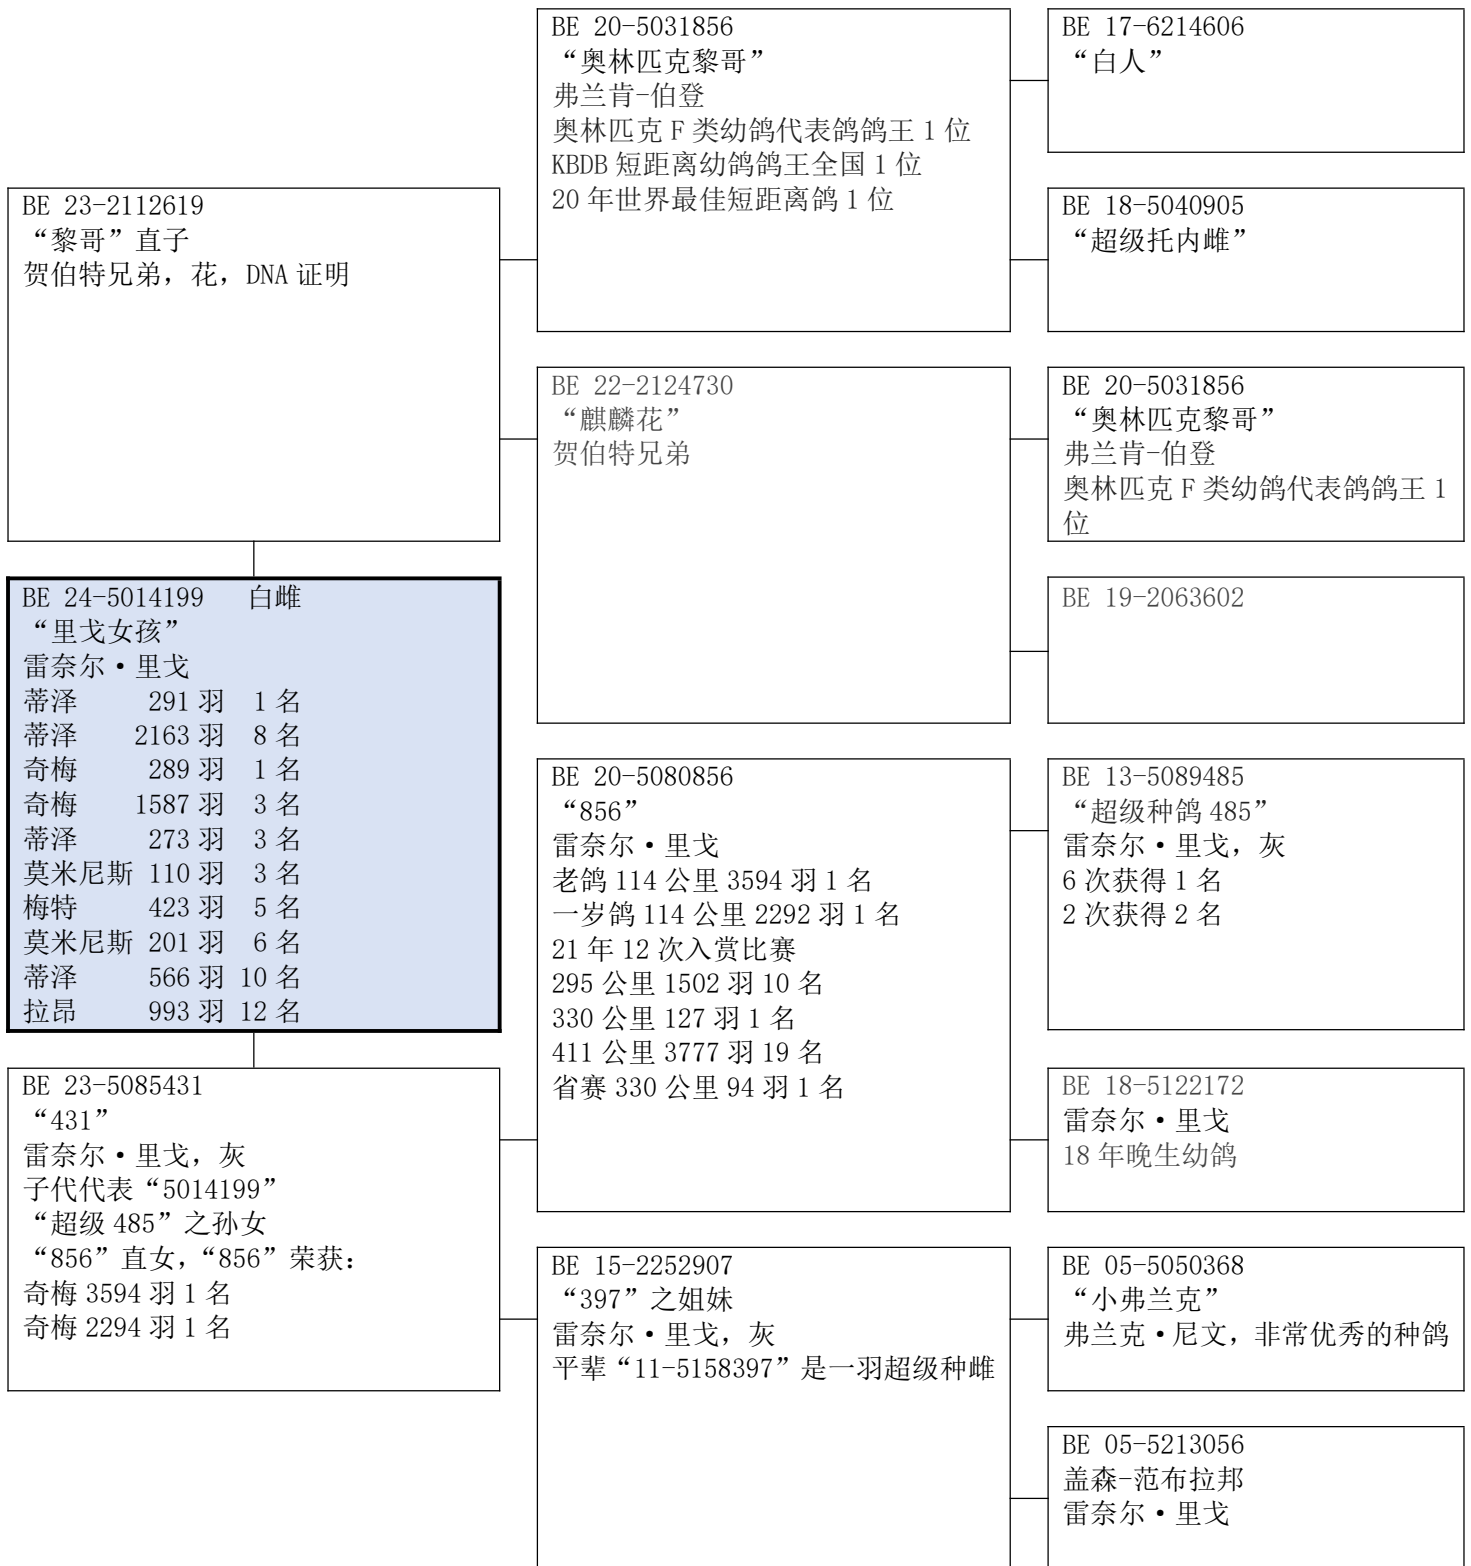 BE 20-5031856
“奥林匹克黎哥”
弗兰肯-伯登
奥林匹克 F 类幼鸽代表鸽鸽王 1 位
KBDB 短距离幼鸽鸽王全国 1 位
20 年世界最佳短距离鸽 1 位
BE 17-6214606
“白人”
BE 23-2112619
“黎哥”直子
贺伯特兄弟，花，DNA 证明
BE 18-5040905
“超级托内雌”
BE 22-2124730
“麒麟花”
贺伯特兄弟
BE 20-5031856
“奥林匹克黎哥”
弗兰肯-伯登
奥林匹克 F 类幼鸽代表鸽鸽王 1
位
BE 24-5014199 白雌
“里戈女孩”
雷奈尔·里戈
蒂泽 291 羽 1 名
蒂泽 2163 羽 8 名
奇梅 289 羽 1 名
奇梅 1587 羽 3 名
蒂泽 273 羽 3 名
莫米尼斯 110 羽 3 名
梅特 423 羽 5 名
莫米尼斯 201 羽 6 名
蒂泽 566 羽 10 名
拉昂 993 羽 12 名
BE 19-2063602
BE 20-5080856
“856”
雷奈尔·里戈
老鸽 114 公里 3594 羽 1 名
一岁鸽 114 公里 2292 羽 1 名
21 年 12 次入赏比赛
295 公里 1502 羽 10 名
330 公里 127 羽 1 名
411 公里 3777 羽 19 名
省赛 330 公里 94 羽 1 名
BE 13-5089485
“超级种鸽 485”
雷奈尔·里戈，灰
6 次获得 1 名
2 次获得 2 名
BE 23-5085431
“431”
雷奈尔·里戈，灰
子代代表“5014199”
“超级 485”之孙女
“856”直女，“856”荣获：
奇梅 3594 羽 1 名
奇梅 2294 羽 1 名
BE 18-5122172
雷奈尔·里戈
18 年晚生幼鸽
BE 15-2252907
“397”之姐妹
雷奈尔·里戈，灰
平辈“11-5158397”是一羽超级种雌
BE 05-5050368
“小弗兰克”
弗兰克·尼文，非常优秀的种鸽
BE 05-5213056
盖森-范布拉邦
雷奈尔·里戈